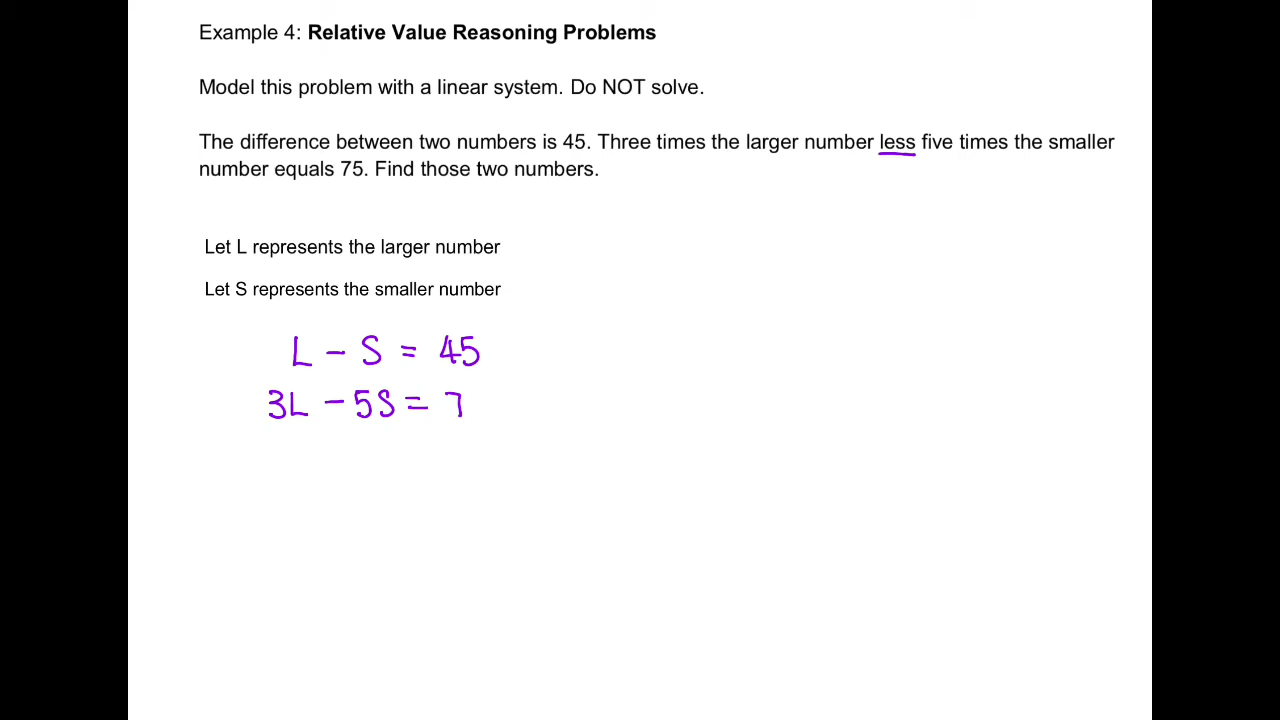 Example 4: Relative Value Reasoning Problems
Model this problem with a linear system. Do NOT solve.
The difference between two numbers is 45. Three times the larger number less five times the smaller
number equals 75. Find those two numbers.
Let L represents the larger number
Let S represents the smaller number
L - S = 45
3L - 5S = 7